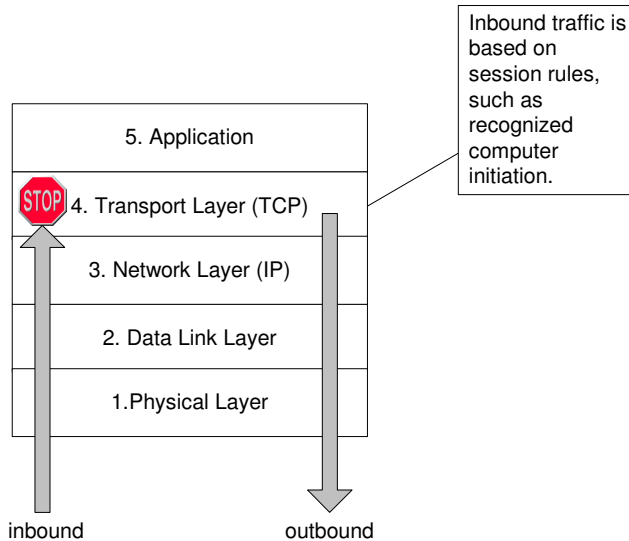 Inbound traffic is
based on
session rules,
such as
recognized
computer
initiation.
5. Application
STOP
4. Transport Layer (TCP)
3. Network Layer (IP)
2. Data Link Layer
1.Physical Layer
inbound
outbound